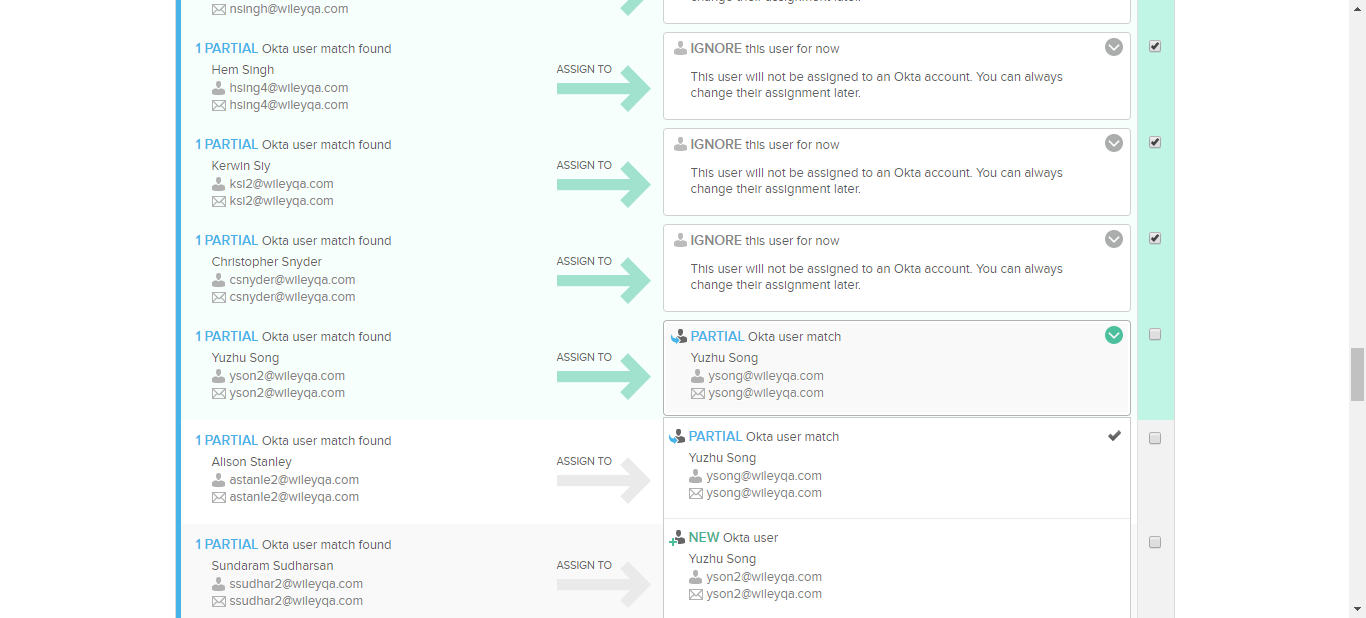 nsingh@wileyqa.com
change their assignment later.
1 PARTIAL Okta user match found
Hem Singh
hsing4@wileyqa.com
hsing4@wileyqa.com
ASSIGN TO
IGNORE this user for now
This user will not be assigned to an Okta account. You can always
change their assignment later.
1 PARTIAL Okta user match found
Kerwin Siy
ksi2@wileyqa.com
ksi2@wileyqa.com
ASSIGN TO
IGNORE this user for now
This user will not be assigned to an Okta account. You can always
change their assignment later.
1 PARTIAL Okta user match found
Christopher Snyder
csnyder@wileyqa.com
csnyder@wileyqa.com
ASSIGN TO
IGNORE this user for now
This user will not be assigned to an Okta account. You can always
change their assignment later.
1 PARTIAL Okta user match found
Yuzhu Song
yson2@wileyqa.com
yson2@wileyqa.com
ASSIGN TO
PARTIAL Okta user match
Yuzhu Song
ysong@wileyqa.com
ysong@wileyqa.com
1 PARTIAL Okta user match found
Alison Stanley
astanle2@wileyqa.com
astanle2@wileyqa.com
ASSIGN TO
PARTIAL Okta user match
Yuzhu Song
ysong@wileyqa.com
ysong@wileyqa.com
1 PARTIAL Okta user match found
Sundaram Sudharsan
ssudhar2@wileyqa.com
ssudhar2@wileyqa.com
ASSIGN TO
NEW Okta user
Yuzhu Song
yson2@wileyqa.com
yson2@wileyqa.com